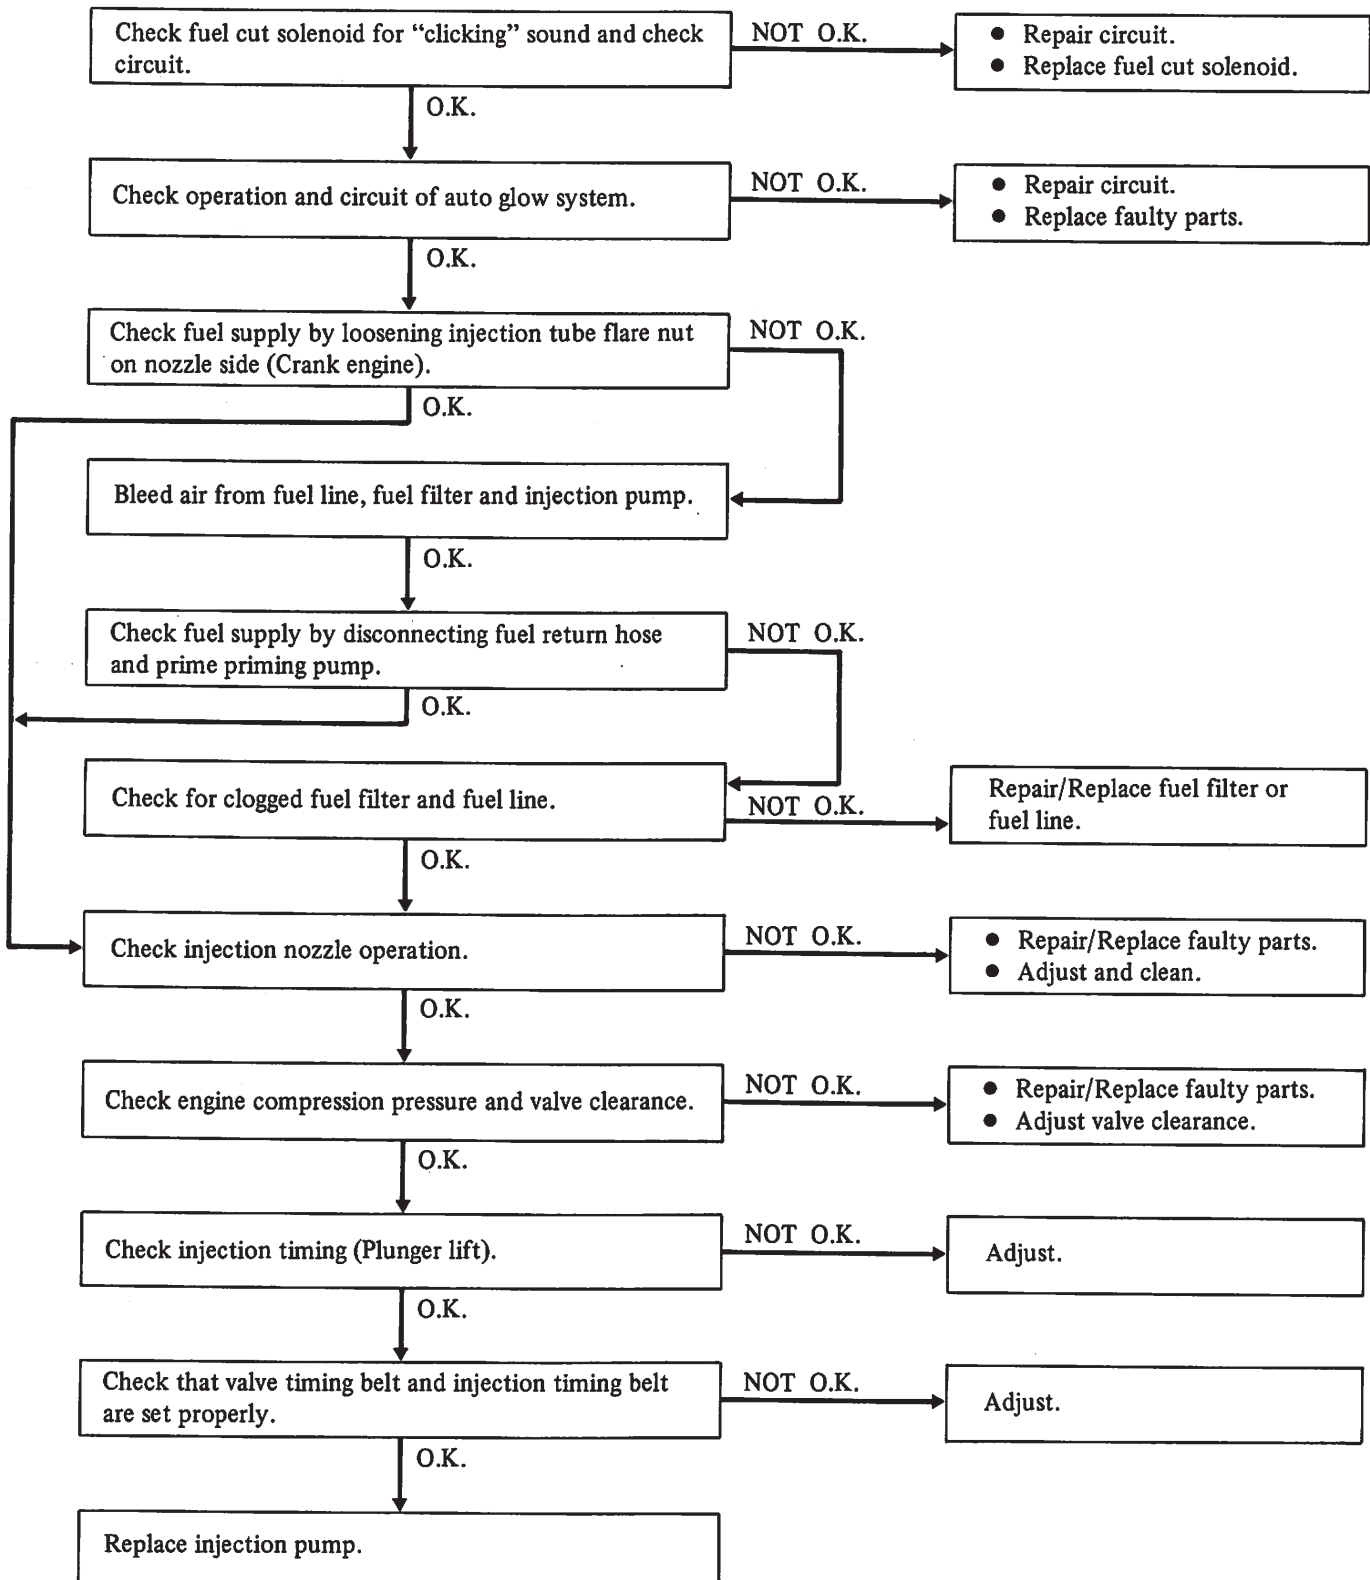 Check fuel cut solenoid for “clicking” sound and check
circuit.
NOT O.K.
● Repair circuit.
● Replace fuel cut solenoid.
O.K.
Check operation and circuit of auto glow system.
NOT O.K.
● Repair circuit.
● Replace faulty parts.
O.K.
Check fuel supply by loosening injection tube flare nut
on nozzle side (Crank engine).
NOT O.K.
O.K.
Bleed air from fuel line, fuel filter and injection pump.
O.K.
Check fuel supply by disconnecting fuel return hose
and prime priming pump.
NOT O.K.
O.K.
Check for clogged fuel filter and fuel line.
NOT O.K.
Repair/Replace fuel filter or
fuel line.
O.K.
Check injection nozzle operation.
NOT O.K.
● Repair/Replace faulty parts.
● Adjust and clean.
O.K.
Check engine compression pressure and valve clearance.
NOT O.K.
● Repair/Replace faulty parts.
● Adjust valve clearance.
O.K.
Check injection timing (Plunger lift).
NOT O.K.
Adjust.
O.K.
Check that valve timing belt and injection timing belt
are set properly.
NOT O.K.
Adjust.
O.K.
Replace injection pump.